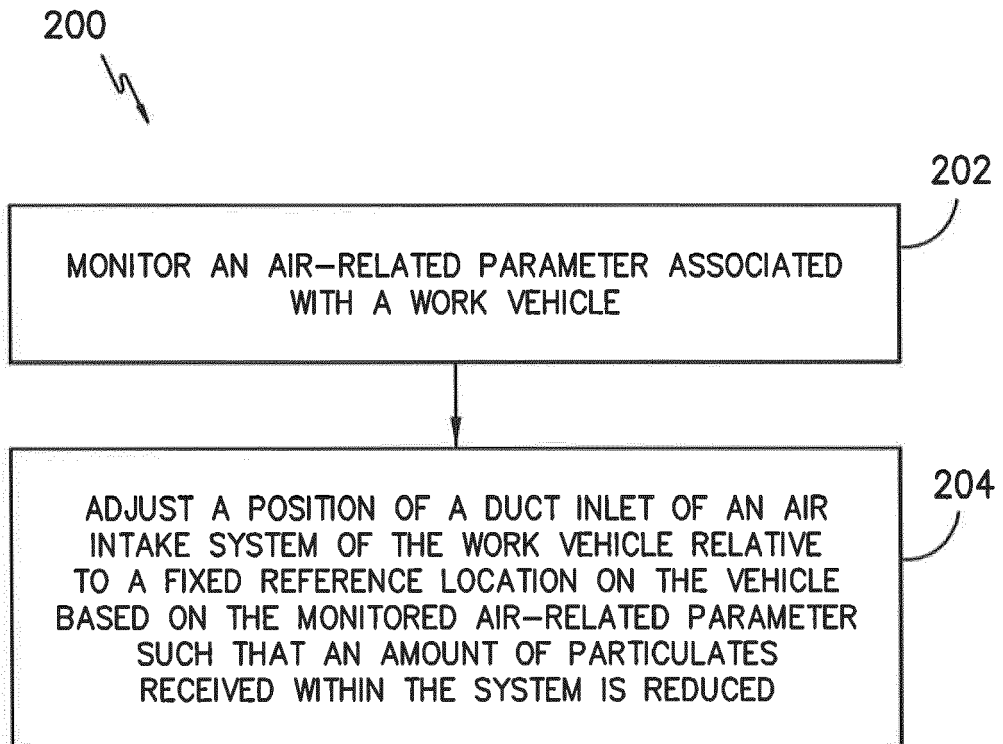 200
202
MONITOR AN AIR-RELATED PARAMETER ASSOCIATED
WITH A WORK VEHICLE
204
ADJUST A POSITION OF A DUCT INLET OF AN AIR
INTAKE SYSTEM OF THE WORK VEHICLE RELATIVE
TO A FIXED REFERENCE LOCATION ON THE VEHICLE
BASED ON THE MONITORED AIR-RELATED PARAMETER
SUCH THAT AN AMOUNT OF PARTICULATES
RECEIVED WITHIN THE SYSTEM IS REDUCED